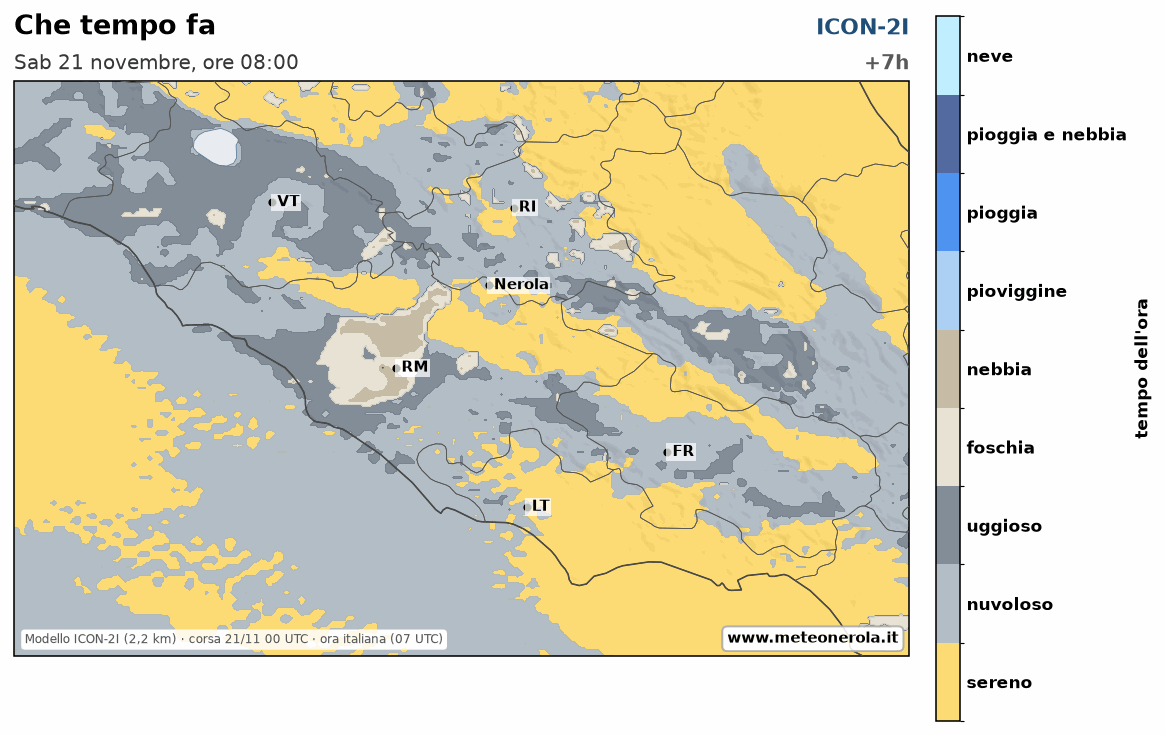 Che tempo fa
ICON-2I
Sab 21 novembre, ore 08:00
+7h
neve
pioggia e nebbia
pioggia
pioviggine
nebbia
foschia
uggioso
nuvoloso
sereno
tempo dell'ora
VT
RI
Nerola
RM
FR
LT
Modello ICON-2I (2,2 km) · corsa 21/11 00 UTC · ora italiana (07 UTC)
www.meteonerola.it